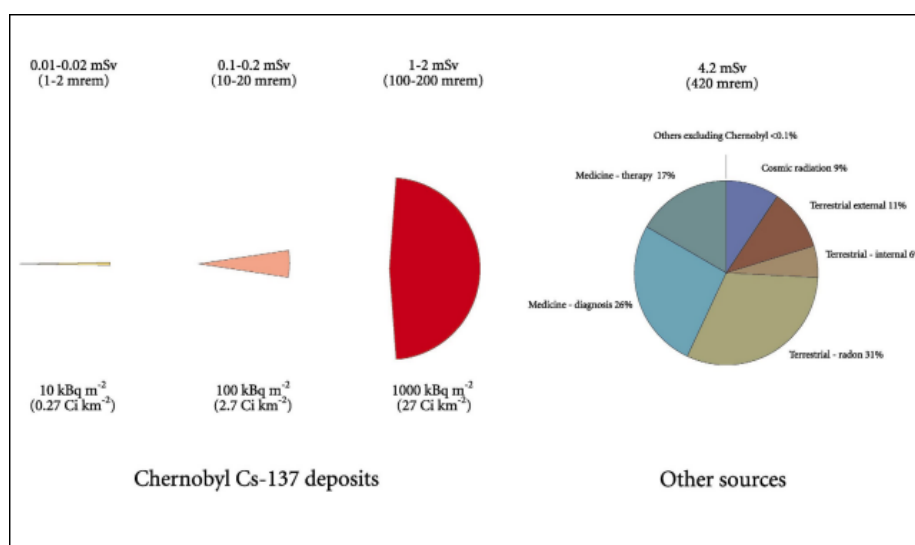 0.01-0.02 mSv
(1-2 mrem)
0.1-0.2 mSv
(10-20 mrem)
1-2 mSv
(100-200 mrem)
4.2 mSv
(420 mrem)
Others excluding Chernobyl <0.1%
Cosmic radiation 9%
Medicine - therapy 17%
Terrestrial external 11%
Terrestrial - internal 6
Medicine - diagnosis 26%
Terrestrial - radon 31%
10 kBq m⁻²
(0.27 Ci km⁻²)
100 kBq m⁻²
(2.7 Ci km⁻²)
1000 kBq m⁻²
(27 Ci km⁻²)
Chernobyl Cs-137 deposits
Other sources